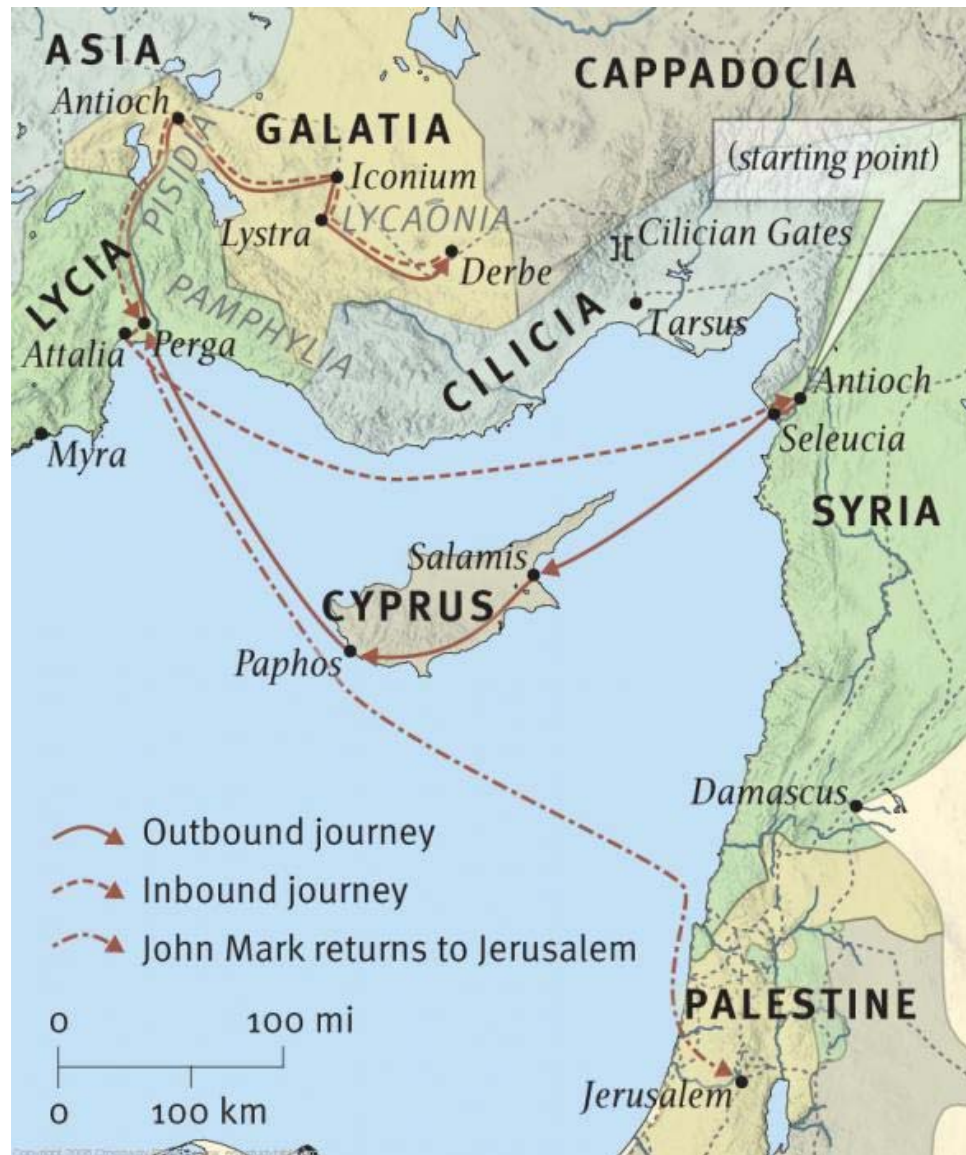 ASIA
CAPPADOCIA
Antioch
GALATIA
(starting point)
PISIDIA
Iconium
LYCAONIA
Lystra
Cilician Gates
Derbe
LYCIA
PAMPHYLIA
CILICIA
Tarsus
Attalia
Perga
Antioch
Myra
Seleucia
SYRIA
Salamis
CYPRUS
Paphos
Damascus
Outbound journey
Inbound journey
John Mark returns to Jerusalem
PALESTINE
0 100 mi
0 100 km
Jerusalem